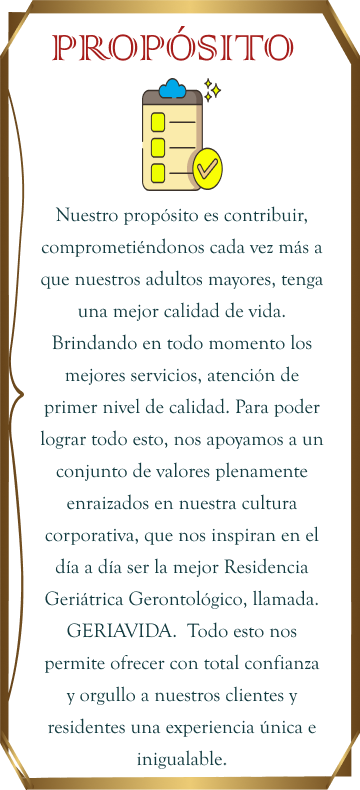 PROPÓSITO
Nuestro propósito es contribuir,
comprometiéndonos cada vez más a
que nuestros adultos mayores, tenga
una mejor calidad de vida.
Brindando en todo momento los
mejores servicios, atención de
primer nivel de calidad. Para poder
lograr todo esto, nos apoyamos a un
conjunto de valores plenamente
enraizados en nuestra cultura
corporativa, que nos inspiran en el
día a día ser la mejor Residencia
Geriátrica Gerontológico, llamada.
GERIAVIDA.  Todo esto nos
permite ofrecer con total confianza
y orgullo a nuestros clientes y
residentes una experiencia única e
inigualable.